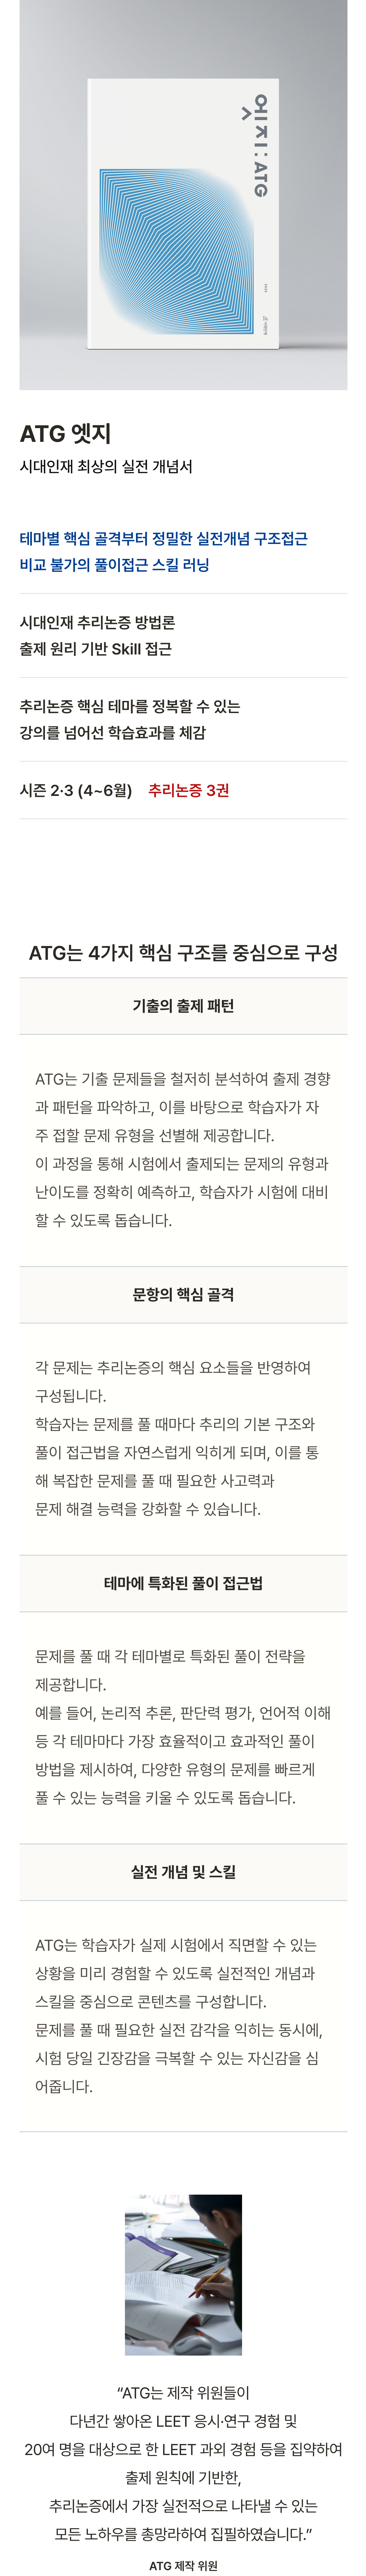 엣지 : ATG
ATG 엣지
시대인재 최상의 실전 개념서
테마별 핵심 골격부터 정밀한 실전개념 구조접근
비교 불가의 풀이접근 스킬 러닝
시대인재 추리논증 방법론
출제 원리 기반 Skill 접근
추리논증 핵심 테마를 정복할 수 있는
강의를 넘어선 학습효과를 체감
시즌 2·3 (4~6월) 추리논증 3권
ATG는 4가지 핵심 구조를 중심으로 구성
기출의 출제 패턴
ATG는 기출 문제들을 철저히 분석하여 출제 경향
과 패턴을 파악하고, 이를 바탕으로 학습자가 자
주 접할 문제 유형을 선별해 제공합니다.
이 과정을 통해 시험에서 출제되는 문제의 유형과
난이도를 정확히 예측하고, 학습자가 시험에 대비
할 수 있도록 돕습니다.
문항의 핵심 골격
각 문제는 추리논증의 핵심 요소들을 반영하여
구성됩니다.
학습자는 문제를 풀 때마다 추리의 기본 구조와
풀이 접근법을 자연스럽게 익히게 되며, 이를 통
해 복잡한 문제를 풀 때 필요한 사고력과
문제 해결 능력을 강화할 수 있습니다.
테마에 특화된 풀이 접근법
문제를 풀 때 각 테마별로 특화된 풀이 전략을
제공합니다.
예를 들어, 논리적 추론, 판단력 평가, 언어적 이해
등 각 테마마다 가장 효율적이고 효과적인 풀이
방법을 제시하여, 다양한 유형의 문제를 빠르게
풀 수 있는 능력을 키울 수 있도록 돕습니다.
실전 개념 및 스킬
ATG는 학습자가 실제 시험에서 직면할 수 있는
상황을 미리 경험할 수 있도록 실전적인 개념과
스킬을 중심으로 콘텐츠를 구성합니다.
문제를 풀 때 필요한 실전 감각을 익히는 동시에,
시험 당일 긴장감을 극복할 수 있는 자신감을 심
어줍니다.
“ATG는 제작 위원들이
다년간 쌓아온 LEET 응시·연구 경험 및
20여 명을 대상으로 한 LEET 과외 경험 등을 집약하여
출제 원칙에 기반한,
추리논증에서 가장 실전적으로 나타낼 수 있는
모든 노하우를 총망라하여 집필하였습니다.”
ATG 제작 위원